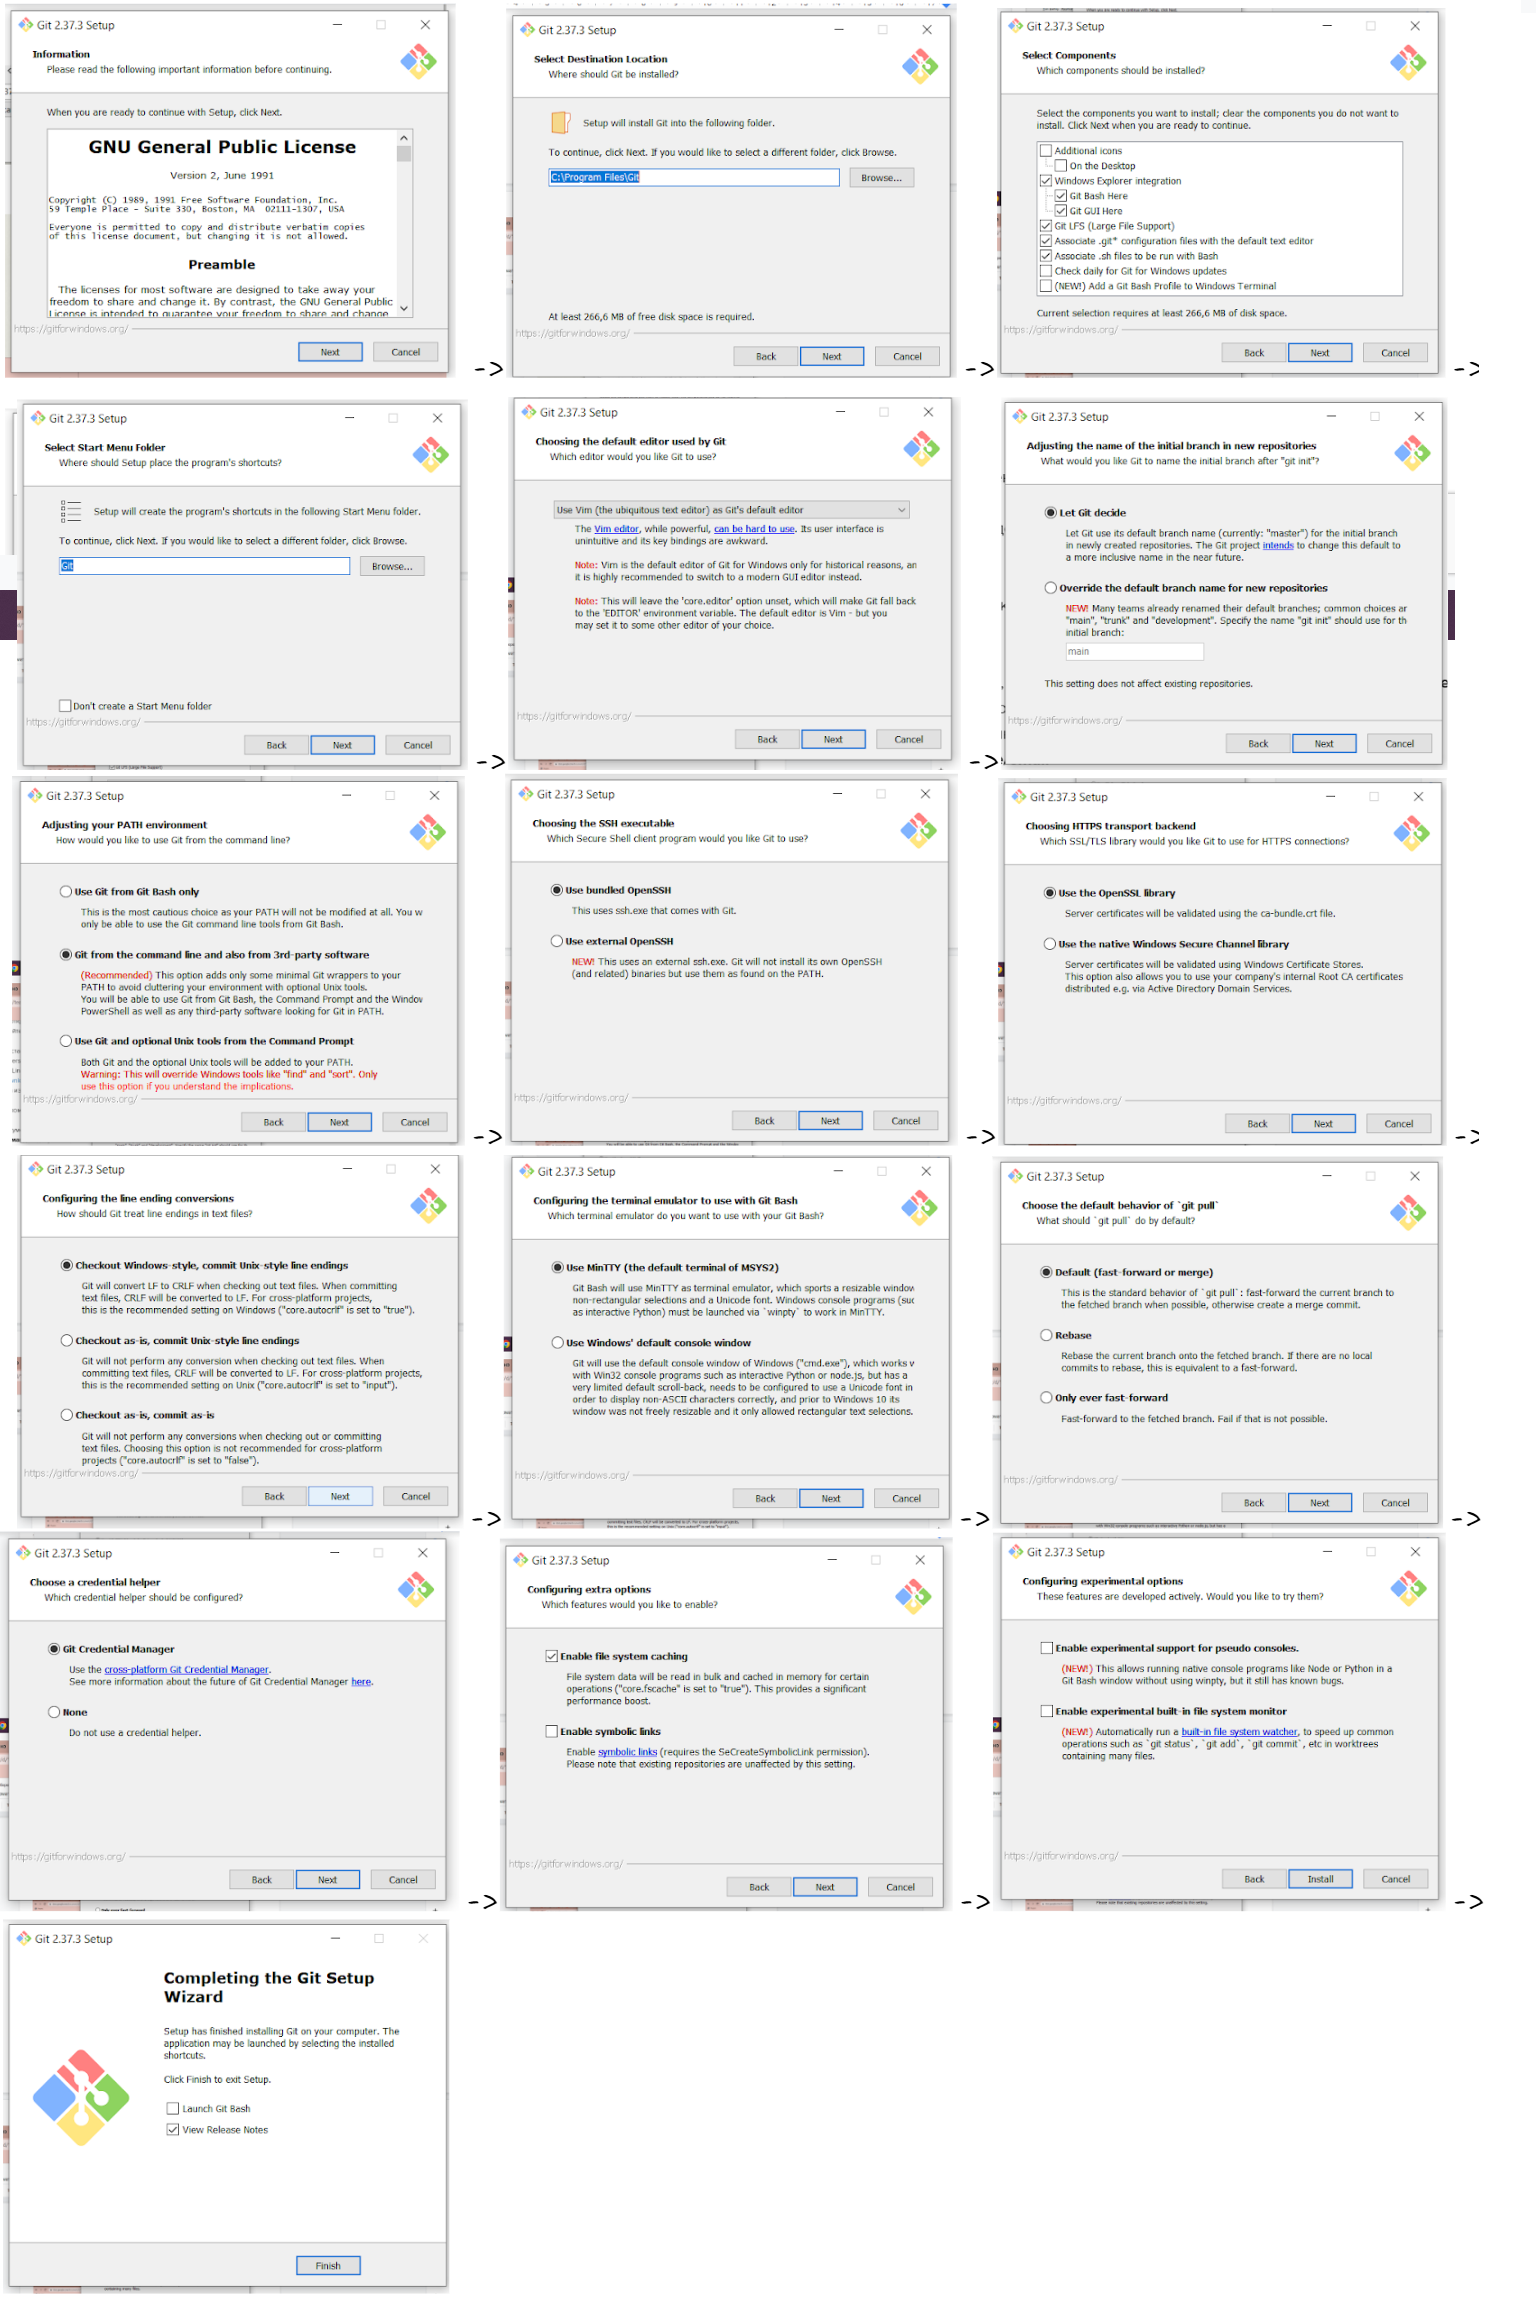 Git 2.37.3 Setup
Information
Please read the following important information before continuing.
When you are ready to continue with Setup, click Next.
GNU General Public License
Version 2, June 1991
Copyright (C) 1989, 1991 Free Software Foundation, Inc.
59 Temple Place - Suite 330, Boston, MA  02111-1307, USA
Everyone is permitted to copy and distribute verbatim copies
of this license document, but changing it is not allowed.
Preamble
The licenses for most software are designed to take away your
freedom to share and change it. By contrast, the GNU General Public
License is intended to guarantee your freedom to share and change
https://gitforwindows.org/
Next
Cancel
->
Git 2.37.3 Setup
Select Destination Location
Where should Git be installed?
Setup will install Git into the following folder.
To continue, click Next. If you would like to select a different folder, click Browse.
C:\Program Files\Git
Browse...
At least 266,6 MB of free disk space is required.
https://gitforwindows.org/
Back
Next
Cancel
->
Git 2.37.3 Setup
Select Components
Which components should be installed?
Select the components you want to install; clear the components you do not want to
install. Click Next when you are ready to continue.
Additional icons
On the Desktop
Windows Explorer integration
Git Bash Here
Git GUI Here
Git LFS (Large File Support)
Associate .git* configuration files with the default text editor
Associate .sh files to be run with Bash
Check daily for Git for Windows updates
(NEW!) Add a Git Bash Profile to Windows Terminal
Current selection requires at least 266,6 MB of disk space.
https://gitforwindows.org/
Back
Next
Cancel
->
Git 2.37.3 Setup
Select Start Menu Folder
Where should Setup place the program's shortcuts?
Setup will create the program's shortcuts in the following Start Menu folder.
To continue, click Next. If you would like to select a different folder, click Browse.
Git
Browse...
Don't create a Start Menu folder
https://gitforwindows.org/
Back
Next
Cancel
->
Git 2.37.3 Setup
Choosing the default editor used by Git
Which editor would you like Git to use?
Use Vim (the ubiquitous text editor) as Git's default editor
The Vim editor, while powerful, can be hard to use. Its user interface is
unintuitive and its key bindings are awkward.
Note: Vim is the default editor of Git for Windows only for historical reasons, an
it is highly recommended to switch to a modern GUI editor instead.
Note: This will leave the 'core.editor' option unset, which will make Git fall back
to the 'EDITOR' environment variable. The default editor is Vim - but you
may set it to some other editor of your choice.
https://gitforwindows.org/
Back
Next
Cancel
->
Git 2.37.3 Setup
Adjusting the name of the initial branch in new repositories
What would you like Git to name the initial branch after "git init"?
Let Git decide
Let Git use its default branch name (currently: "master") for the initial branch
in newly created repositories. The Git project intends to change this default to
a more inclusive name in the near future.
Override the default branch name for new repositories
NEW! Many teams already renamed their default branches; common choices ar
"main", "trunk" and "development". Specify the name "git init" should use for th
initial branch:
main
This setting does not affect existing repositories.
https://gitforwindows.org/
Back
Next
Cancel
Git 2.37.3 Setup
Adjusting your PATH environment
How would you like to use Git from the command line?
Use Git from Git Bash only
This is the most cautious choice as your PATH will not be modified at all. You w
only be able to use the Git command line tools from Git Bash.
Git from the command line and also from 3rd-party software
(Recommended) This option adds only some minimal Git wrappers to your
PATH to avoid cluttering your environment with optional Unix tools.
You will be able to use Git from Git Bash, the Command Prompt and the Window
PowerShell as well as any third-party software looking for Git in PATH.
Use Git and optional Unix tools from the Command Prompt
Both Git and the optional Unix tools will be added to your PATH.
Warning: This will override Windows tools like "find" and "sort". Only
use this option if you understand the implications.
https://gitforwindows.org/
Back
Next
Cancel
->
Git 2.37.3 Setup
Choosing the SSH executable
Which Secure Shell client program would you like Git to use?
Use bundled OpenSSH
This uses ssh.exe that comes with Git.
Use external OpenSSH
NEW! This uses an external ssh.exe. Git will not install its own OpenSSH
(and related) binaries but use them as found on the PATH.
https://gitforwindows.org/
Back
Next
Cancel
->
Git 2.37.3 Setup
Choosing HTTPS transport backend
Which SSL/TLS library would you like Git to use for HTTPS connections?
Use the OpenSSL library
Server certificates will be validated using the ca-bundle.crt file.
Use the native Windows Secure Channel library
Server certificates will be validated using Windows Certificate Stores.
This option also allows you to use your company's internal Root CA certificates
distributed e.g. via Active Directory Domain Services.
https://gitforwindows.org/
Back
Next
Cancel
->
Git 2.37.3 Setup
Configuring the line ending conversions
How should Git treat line endings in text files?
Checkout Windows-style, commit Unix-style line endings
Git will convert LF to CRLF when checking out text files. When committing
text files, CRLF will be converted to LF. For cross-platform projects,
this is the recommended setting on Windows ("core.autocrlf" is set to "true").
Checkout as-is, commit Unix-style line endings
Git will not perform any conversion when checking out text files. When
committing text files, CRLF will be converted to LF. For cross-platform projects,
this is the recommended setting on Unix ("core.autocrlf" is set to "input").
Checkout as-is, commit as-is
Git will not perform any conversions when checking out or committing
text files. Choosing this option is not recommended for cross-platform
projects ("core.autocrlf" is set to "false").
https://gitforwindows.org/
Back
Next
Cancel
->
Git 2.37.3 Setup
Configuring the terminal emulator to use with Git Bash
Which terminal emulator do you want to use with your Git Bash?
Use MinTTY (the default terminal of MSYS2)
Git Bash will use MinTTY as terminal emulator, which sports a resizable window
non-rectangular selections and a Unicode font. Windows console programs (suc
as interactive Python) must be launched via `winpty` to work in MinTTY.
Use Windows' default console window
Git will use the default console window of Windows ("cmd.exe"), which works v
with Win32 console programs such as interactive Python or node.js, but has a
very limited default scroll-back, needs to be configured to use a Unicode font in
order to display non-ASCII characters correctly, and prior to Windows 10 its
window was not freely resizable and it only allowed rectangular text selections.
https://gitforwindows.org/
Back
Next
Cancel
->
Git 2.37.3 Setup
Choose the default behavior of `git pull`
What should `git pull` do by default?
Default (fast-forward or merge)
This is the standard behavior of `git pull`: fast-forward the current branch to
the fetched branch when possible, otherwise create a merge commit.
Rebase
Rebase the current branch onto the fetched branch. If there are no local
commits to rebase, this is equivalent to a fast-forward.
Only ever fast-forward
Fast-forward to the fetched branch. Fail if that is not possible.
https://gitforwindows.org/
Back
Next
Cancel
->
Git 2.37.3 Setup
Choose a credential helper
Which credential helper should be configured?
Git Credential Manager
Use the cross-platform Git Credential Manager.
See more information about the future of Git Credential Manager here.
None
Do not use a credential helper.
https://gitforwindows.org/
Back
Next
Cancel
->
Git 2.37.3 Setup
Configuring extra options
Which features would you like to enable?
Enable file system caching
File system data will be read in bulk and cached in memory for certain
operations ("core.fscache" is set to "true"). This provides a significant
performance boost.
Enable symbolic links
Enable symbolic links (requires the SeCreateSymbolicLink permission).
Please note that existing repositories are unaffected by this setting.
https://gitforwindows.org/
Back
Next
Cancel
->
Git 2.37.3 Setup
Configuring experimental options
These features are developed actively. Would you like to try them?
Enable experimental support for pseudo consoles.
(NEW!) This allows running native console programs like Node or Python in a
Git Bash window without using winpty, but it still has known bugs.
Enable experimental built-in file system monitor
(NEW!) Automatically run a built-in file system watcher, to speed up common
operations such as `git status`, `git add`, `git commit`, etc in worktrees
containing many files.
https://gitforwindows.org/
Back
Install
Cancel
->
Git 2.37.3 Setup
Completing the Git Setup
Wizard
Setup has finished installing Git on your computer. The
application may be launched by selecting the installed
shortcuts.
Click Finish to exit Setup.
Launch Git Bash
View Release Notes
Finish